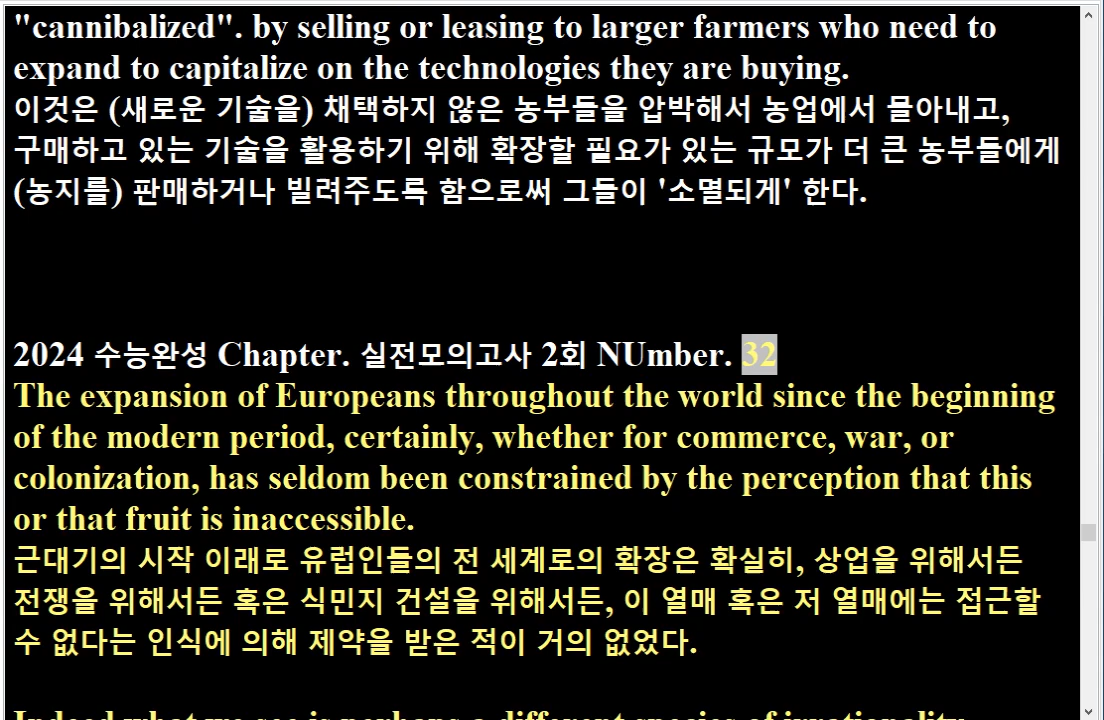 "cannibalized". by selling or leasing to larger farmers who need to
expand to capitalize on the technologies they are buying.
이것은 (새로운 기술을) 채택하지 않은 농부들을 압박해서 농업에서 몰아내고,
구매하고 있는 기술을 활용하기 위해 확장할 필요가 있는 규모가 더 큰 농부들에게
(농지를) 판매하거나 빌려주도록 함으로써 그들이 '소멸되게' 한다.
2024 수능완성 Chapter. 실전모의고사 2회 NUmber. 32
The expansion of Europeans throughout the world since the beginning
of the modern period, certainly, whether for commerce, war, or
colonization, has seldom been constrained by the perception that this
or that fruit is inaccessible.
근대기의 시작 이래로 유럽인들의 전 세계로의 확장은 확실히, 상업을 위해서든
전쟁을 위해서든 혹은 식민지 건설을 위해서든, 이 열매 혹은 저 열매에는 접근할
수 없다는 인식에 의해 제약을 받은 적이 거의 없었다.
Indeed what we see is perhaps a different species of irrationality